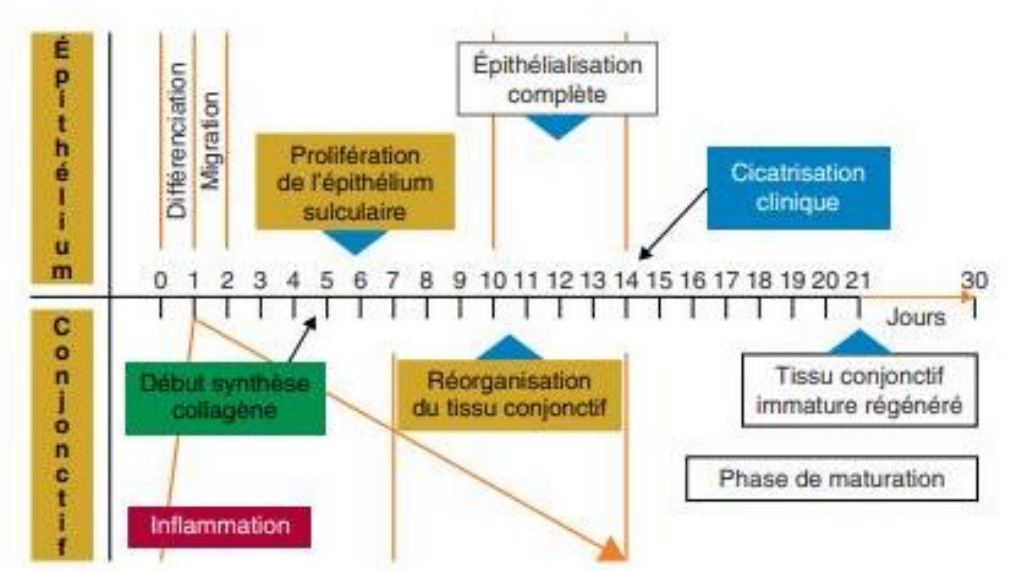 Épithélium
Différenciation
Migration
Prolifération
de l'épithélium
sulculaire
Épithélialisation
complète
Cicatrisation
clinique
0 1 2 3 4 5 6 7 8 9 10 11 12 13 14 15 16 17 18 19 20 21 30
Jours
Conjonctif
Début synthèse
collagène
Réorganisation
du tissu conjonctif
Tissu conjonctif
immature régénéré
Phase de maturation
Inflammation